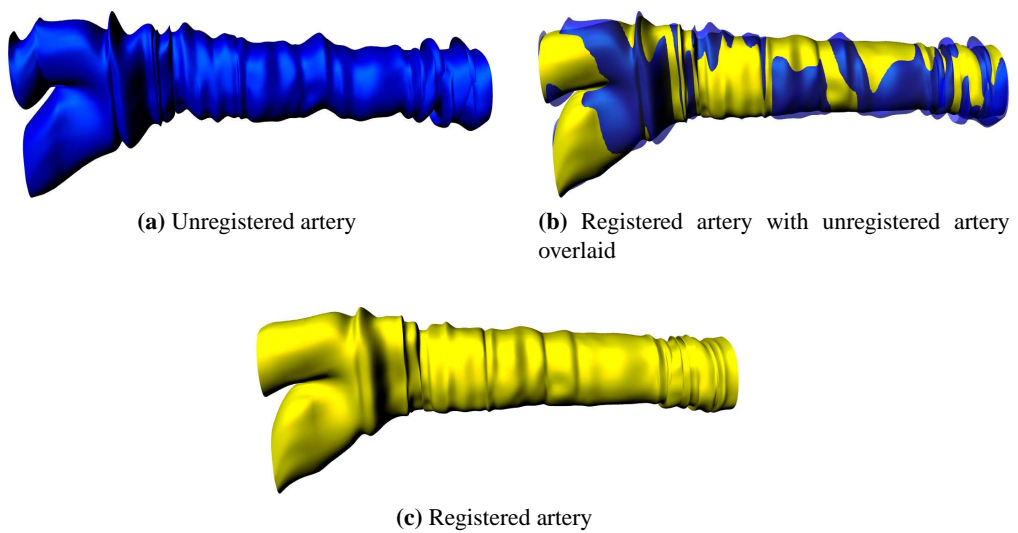 (a) Unregistered artery
(b) Registered artery with unregistered artery
overlaid
(c) Registered artery